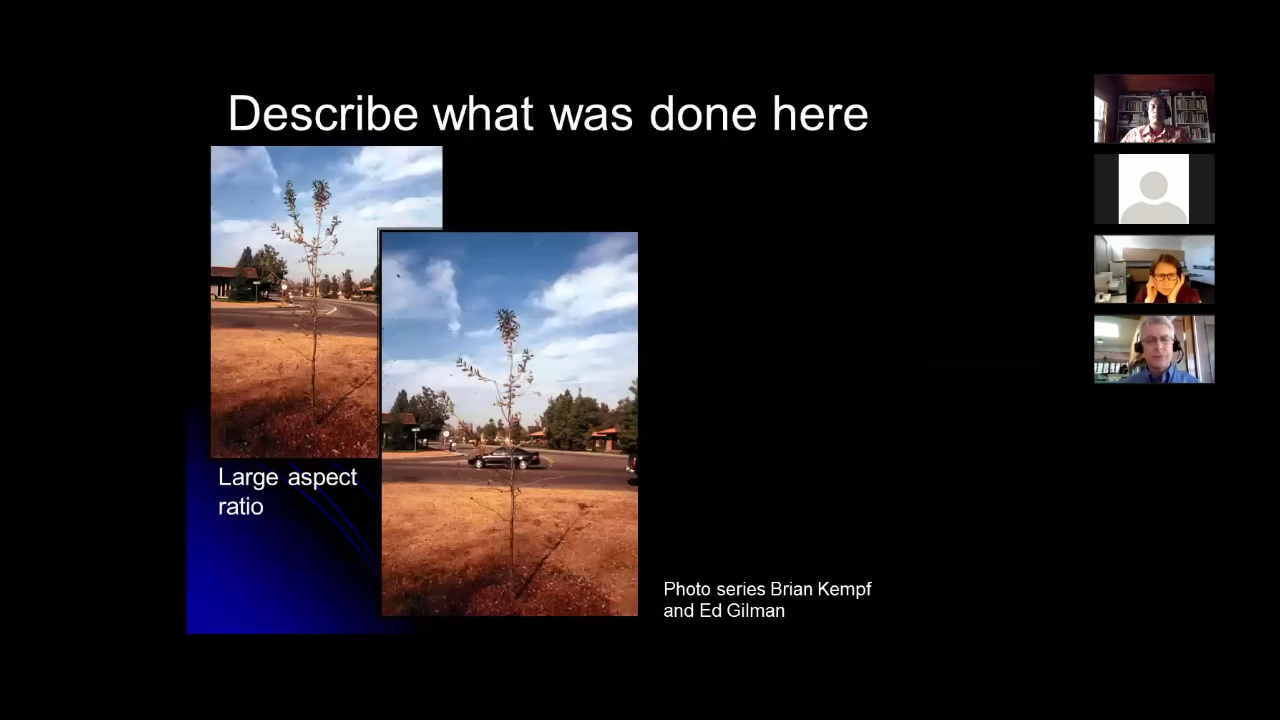 Describe what was done here
Large aspect
ratio
Photo series Brian Kempf
and Ed Gilman